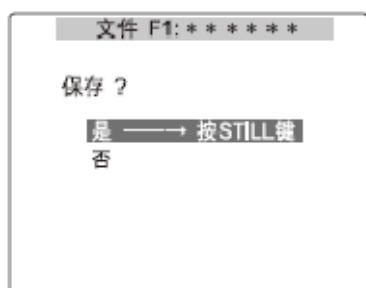 文件 F1:******
保存 ?
是 ——→ 按STILL键
否